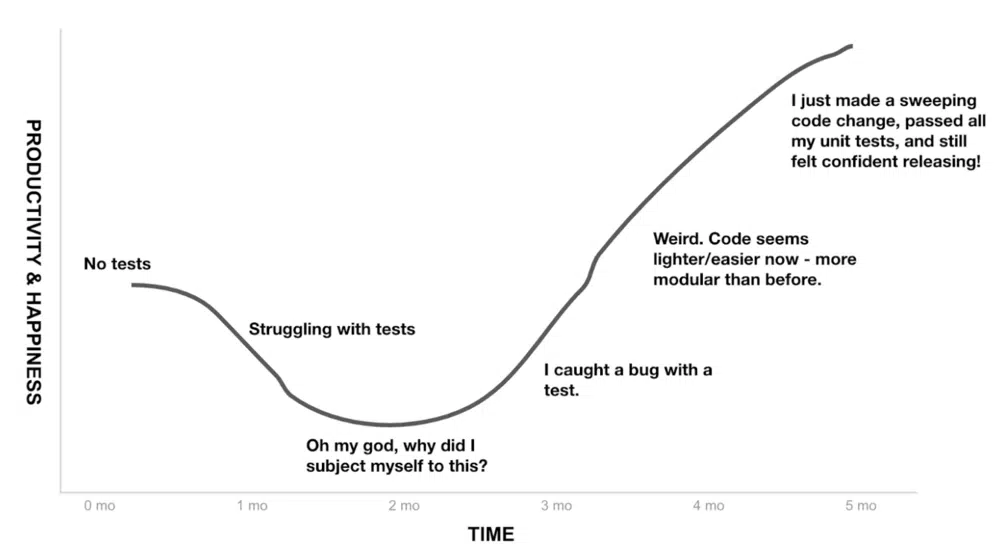 I just made a sweeping
code change, passed all
my unit tests, and still
felt confident releasing!
PRODUCTIVITY & HAPPINESS
Weird. Code seems
lighter/easier now - more
modular than before.
No tests
Struggling with tests
I caught a bug with a
test.
Oh my god, why did I
subject myself to this?
0 mo
1 mo
2 mo
3 mo
4 mo
5 mo
TIME